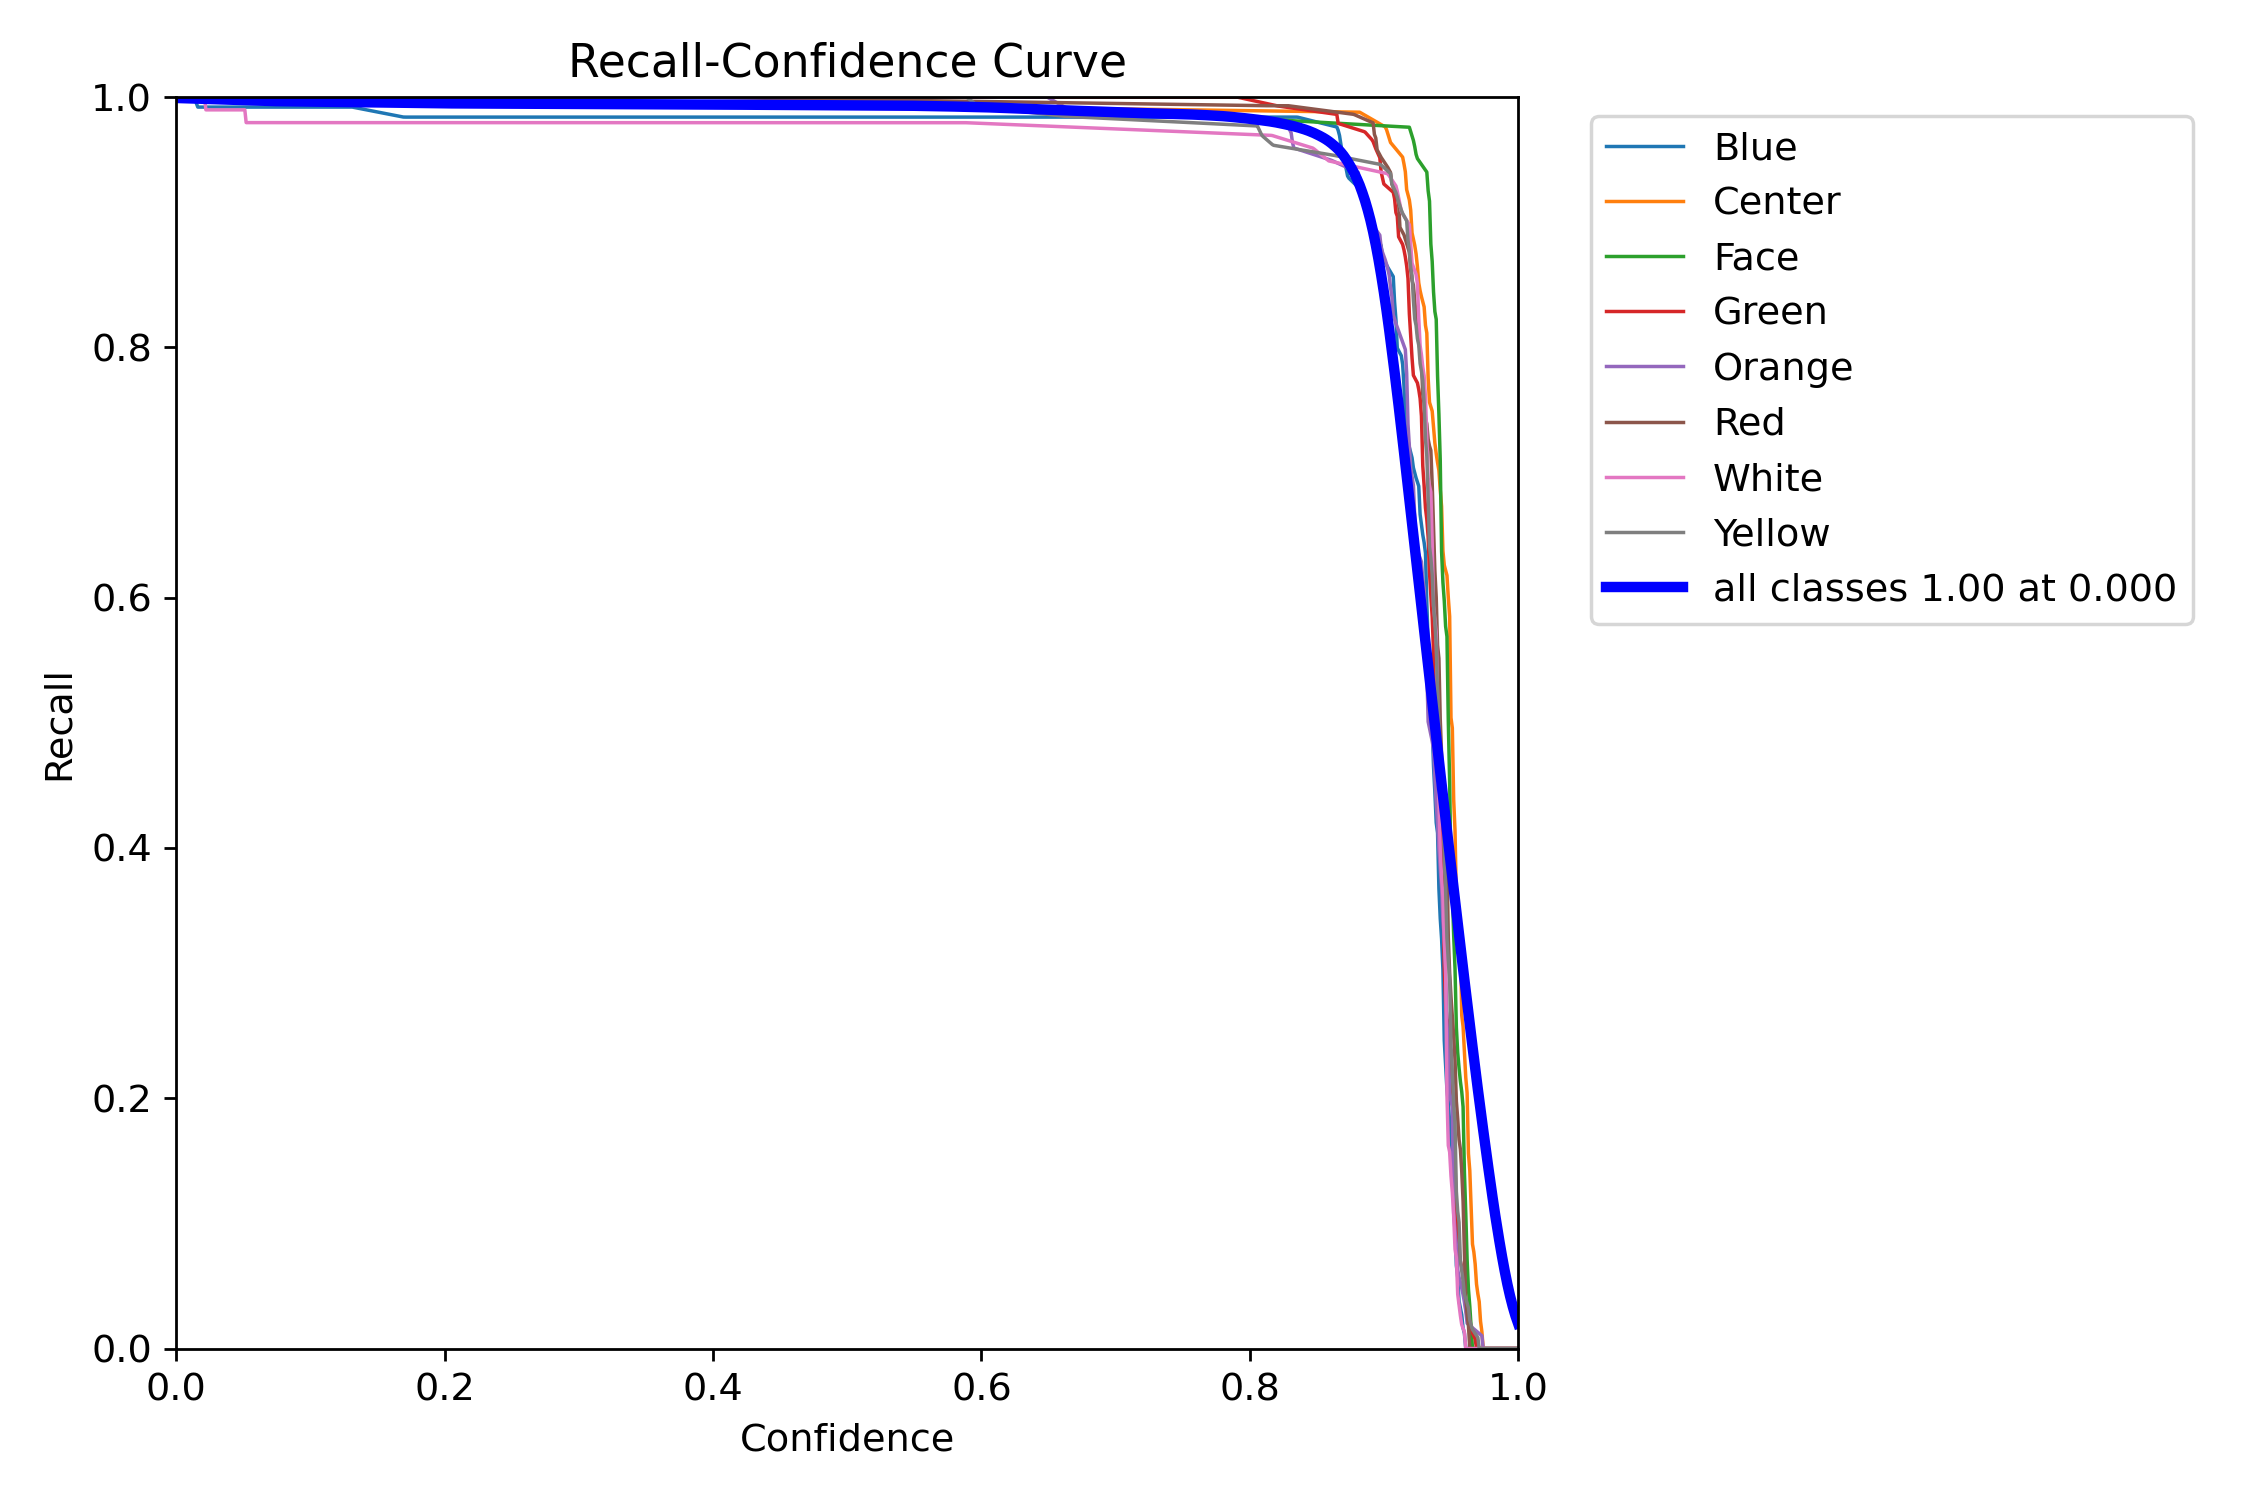 Recall-Confidence Curve
1.0
0.8
0.6
0.4
0.2
0.0
Recall
0.0 0.2 0.4 0.6 0.8 1.0
Confidence
Blue
Center
Face
Green
Orange
Red
White
Yellow
all classes 1.00 at 0.000